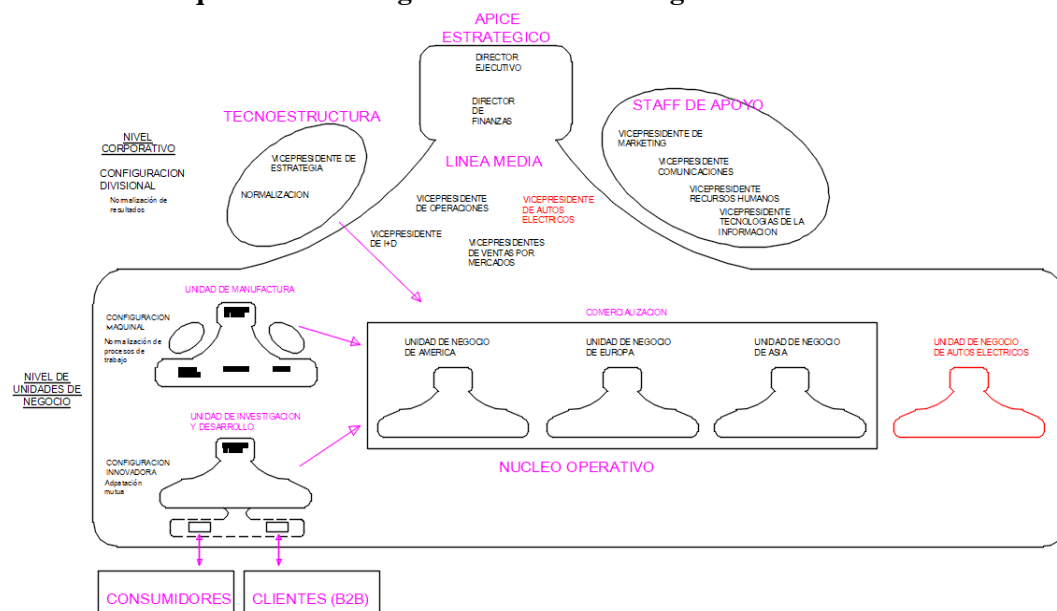 APICE
ESTRATEGICO
DIRECTOR
EJECUTIVO
DIRECTOR
DE
FINANZAS
TECNOESTRUCTURA
VICEPRESIDENTE DE
ESTRATEGIA
NORMALIZACION
STAFF DE APOYO
VICEPRESIDENTE DE
MARKETING
VICEPRESIDENTE
COMUNICACIONES
VICEPRESIDENTE
RECURSOS HUMANOS
VICEPRESIDENTE
TECNOLOGIAS DE LA
INFORMACION
NIVEL
CORPORATIVO
CONFIGURACION
DIVISIONAL
Normalización de
resultados
LINEA MEDIA
VICEPRESIDENTE
DE OPERACIONES
VICEPRESIDENTE
DE AUTOS
ELECTRICOS
VICEPRESIDENTE
DE I+D
VICEPRESIDENTES
DE VENTAS POR
MERCADOS
UNIDAD DE MANUFACTURA
CONFIGURACION
MAQUINAL
Normalización de
procesos de
trabajo
NIVEL DE
UNIDADES DE
NEGOCIO
COMERCIALIZACION
UNIDAD DE NEGOCIO
DE AMERICA
UNIDAD DE NEGOCIO
DE EUROPA
UNIDAD DE NEGOCIO
DE ASIA
UNIDAD DE NEGOCIO
DE AUTOS ELECTRICOS
UNIDAD DE INVESTIGACION
Y DESARROLLO
CONFIGURACION
INNOVADORA
Adpatación
mutua
NUCLEO OPERATIVO
CONSUMIDORES
CLIENTES (B2B)